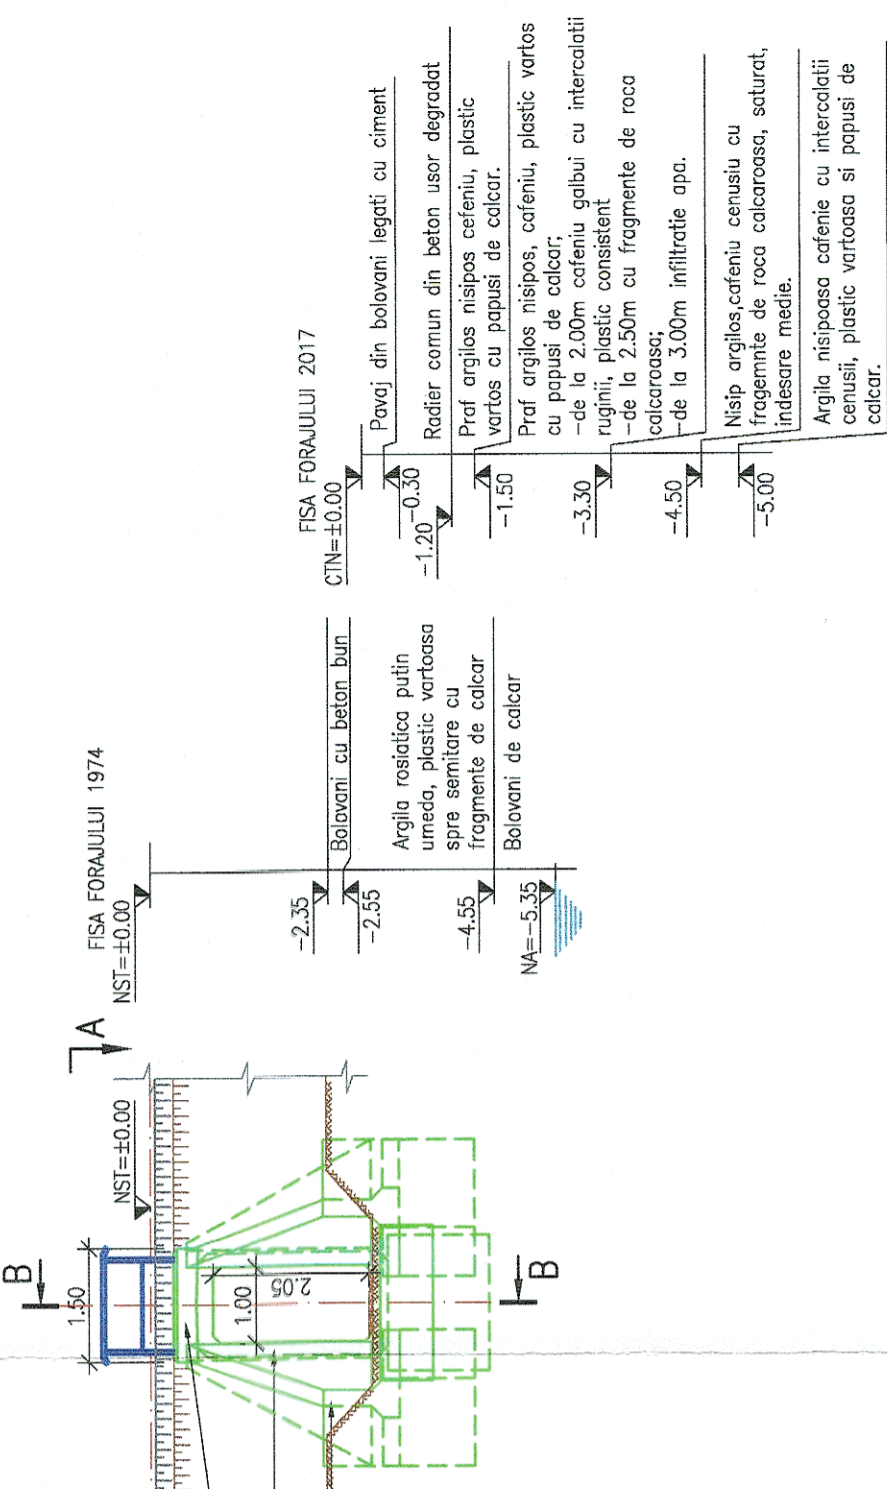 A
B
1.50
NST=±0.00
1.00
2.05
B
FISA FORAJULUI 1974
NST=±0.00
-2.35
Bolovani cu beton bun
-2.55
Argila rosiatica putin
umeda, plastic vartoasa
spre semitare cu
fragmente de calcar
-4.55
Bolovani de calcar
NA=-5.35
FISA FORAJULUI 2017
CTN=±0.00
Pavaj din bolovani legati cu ciment
-0.30
Radier comun din beton usor degradat
-1.20
Praf argilos nisipos cefeniu, plastic
vartos cu papusi de calcar.
-1.50
Praf argilos nisipos, cafeniu, plastic vartos
cu papusi de calcar;
-de la 2.00m cafeniu galbui cu intercalatii
ruginii, plastic consistent
-de la 2.50m cu fragmente de roca
calcaroasa;
-de la 3.00m infiltratie apa.
-3.30
-4.50
Nisip argilos,cafeniu cenusiu cu
fragemnte de roca calcaroasa, saturat,
indesare medie.
-5.00
Argila nisipoasa cafenie cu intercalatii
cenusii, plastic vartoasa si papusi de
calcar.